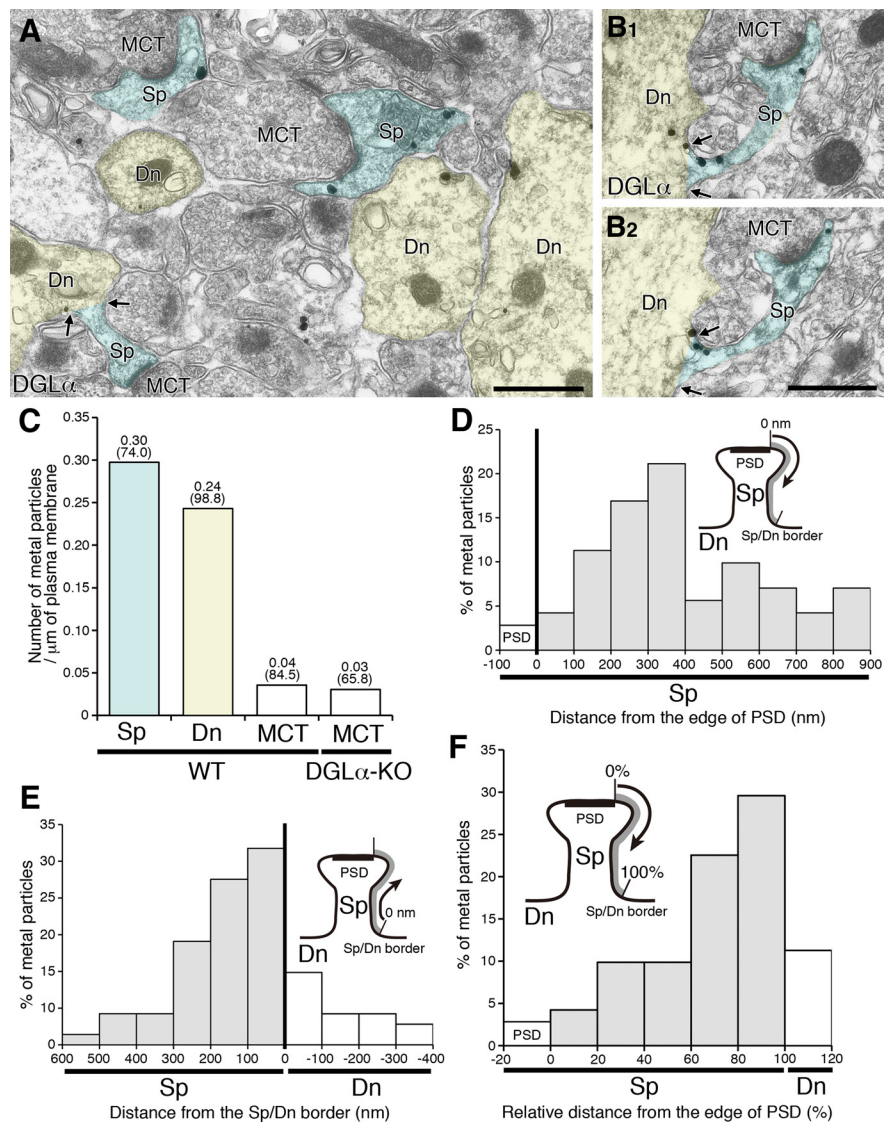 A
MCT
Sp
MCT
Sp
Dn
Dn
Dn
Dn
Sp
DGLα
MCT
B1
MCT
Dn
Sp
DGLα
B2
MCT
Dn
Sp
C
Number of metal particles
/ μm of plasma membrane
0.35
0.30
0.25
0.20
0.15
0.10
0.05
0
0.30
(74.0)
0.24
(98.8)
0.04
(84.5)
0.03
(65.8)
Sp Dn MCT MCT
WT DGLα-KO
D
% of metal particles
25
20
15
10
5
0
PSD
0 nm
PSD
Sp
Dn
Sp/Dn border
-100 0 100 200 300 400 500 600 700 800 900
Sp
Distance from the edge of PSD (nm)
E
% of metal particles
35
30
25
20
15
10
0
PSD
Sp
0 nm
Dn
Sp/Dn border
600 500 400 300 200 100 0 -100 -200 -300 -400
Sp Dn
Distance from the Sp/Dn border (nm)
F
% of metal particles
35
30
25
20
15
10
5
0
PSD
0%
PSD
Sp
100%
Dn
Sp/Dn border
-20 0 20 40 60 80 100 120
Sp Dn
Relative distance from the edge of PSD (%)